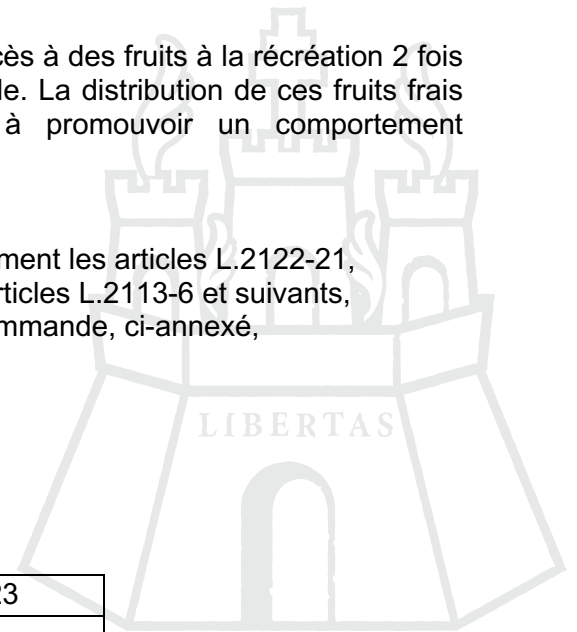 cès à des fruits à la récréation 2 fois
le. La distribution de ces fruits frais
à promouvoir un comportement
ment les articles L.2122-21,
rticles L.2113-6 et suivants,
ommande, ci-annexé,
LIBERTAS
23